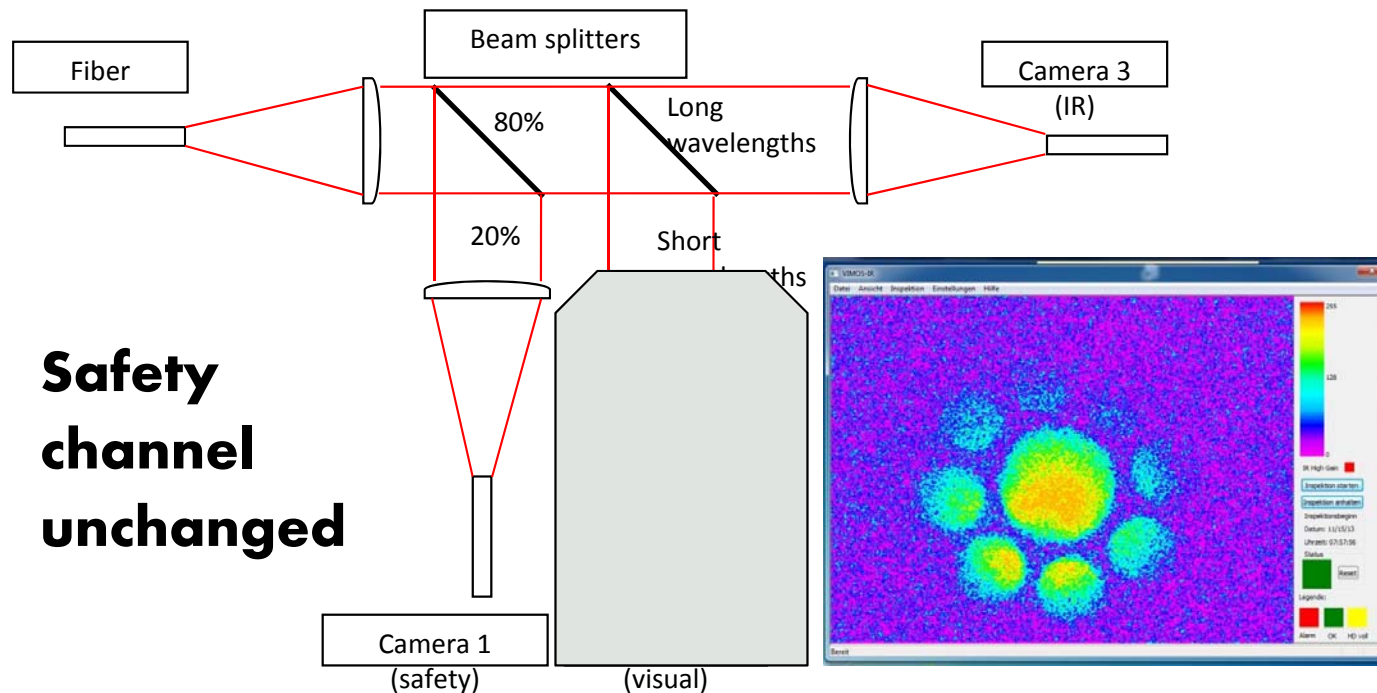 Fiber
Beam splitters
Camera 3
(IR)
80%
Long
wavelengths
20%
Short
Safety
channel
unchanged
Camera 1
(safety)
(visual)
VIMOS-IR
Datei Ansicht Inspektion Einstellungen Hilfe
255
128
0
IR High Gain
Inspektion starten
Inspektion anhalten
Inspektionsbeginn
Datum: 11/15/13
Uhrzeit: 07:57:56
Status
Reset
Legende:
Alarm OK HD voll
Bereit